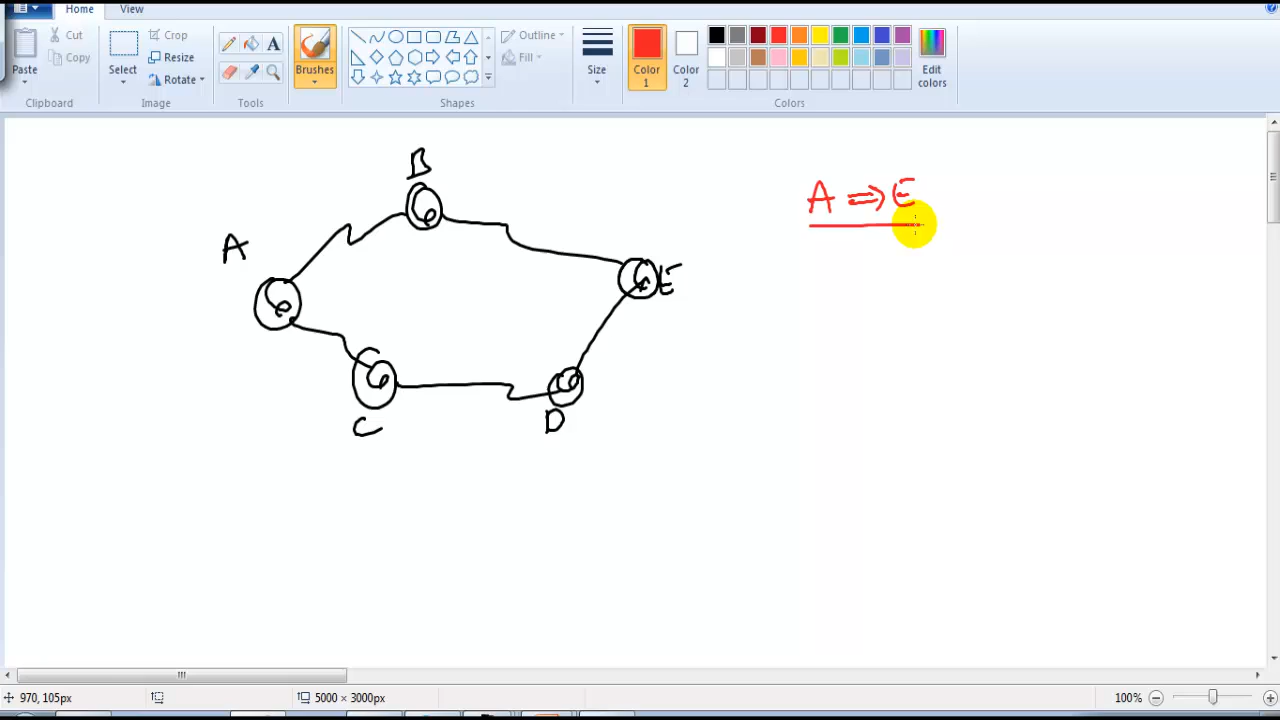 Home View
Cut
Copy
Paste
Clipboard
Select
Crop
Resize
Rotate
Image
A
Tools
Brushes
Outline
Fill
Shapes
Size
Color 1
Color 2
Edit colors
Colors
B
A ⇒ E
A
E
C
D
970, 105px
5000 × 3000px
100%